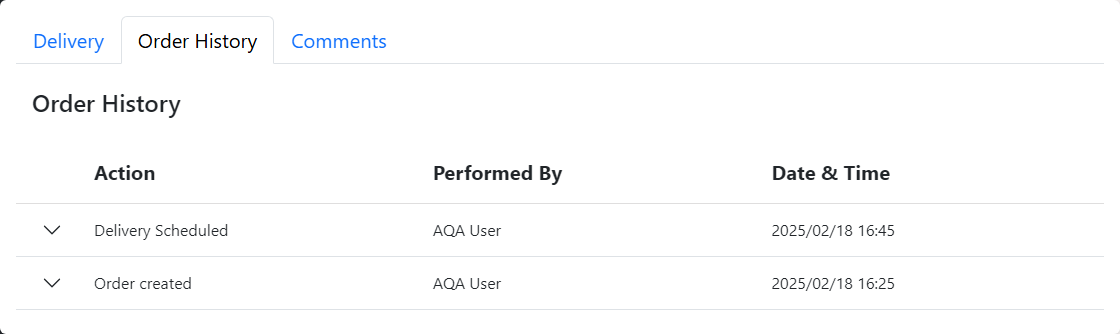 Delivery Order History Comments
Order History
Action Performed By Date & Time
Delivery Scheduled AQA User 2025/02/18 16:45
Order created AQA User 2025/02/18 16:25